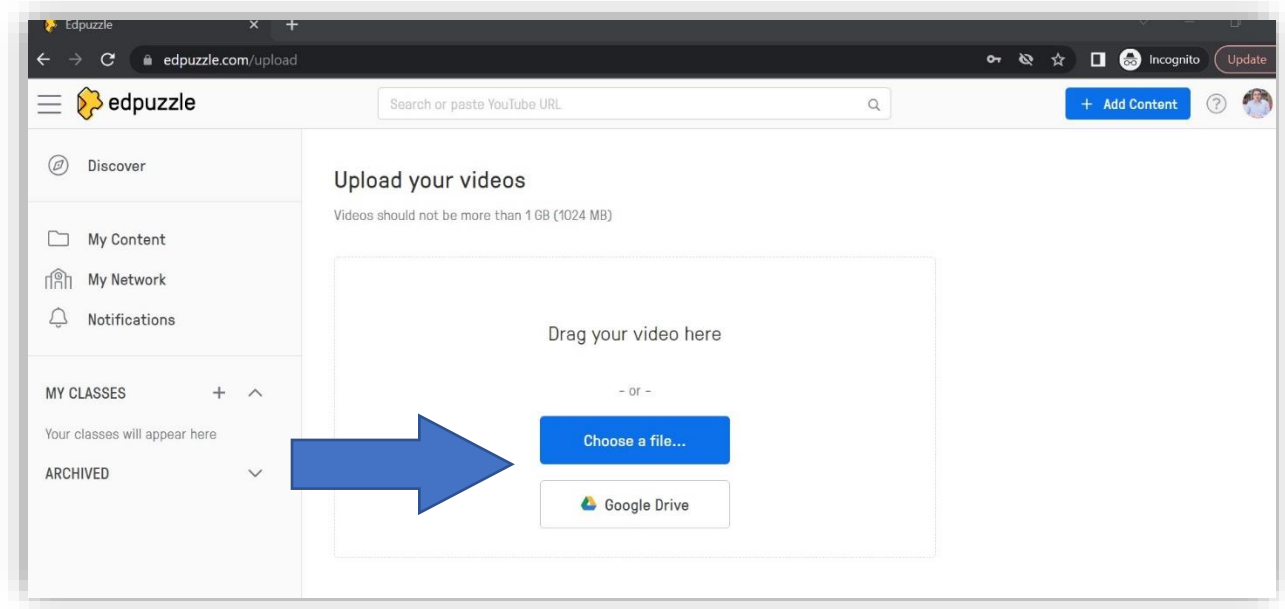 Edpuzzle
edpuzzle.com/upload
Incognito
Update
edpuzzle
Search or paste YouTube URL
+ Add Content
?
Discover
Upload your videos
Videos should not be more than 1 GB (1024 MB)
My Content
My Network
Notifications
Drag your video here
- or -
MY CLASSES
Your classes will appear here
Choose a file...
ARCHIVED
Google Drive